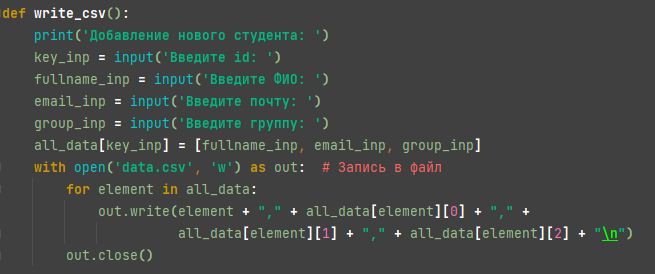 def write_csv():
    print('Добавление нового студента: ')
    key_inp = input('Введите id: ')
    fullname_inp = input('Введите ФИО: ')
    email_inp = input('Введите почту: ')
    group_inp = input('Введите группу: ')
    all_data[key_inp] = [fullname_inp, email_inp, group_inp]
    with open('data.csv', 'w') as out:  # Запись в файл
        for element in all_data:
            out.write(element + "," + all_data[element][0] + "," +
                      all_data[element][1] + "," + all_data[element][2] + "\n")
        out.close()